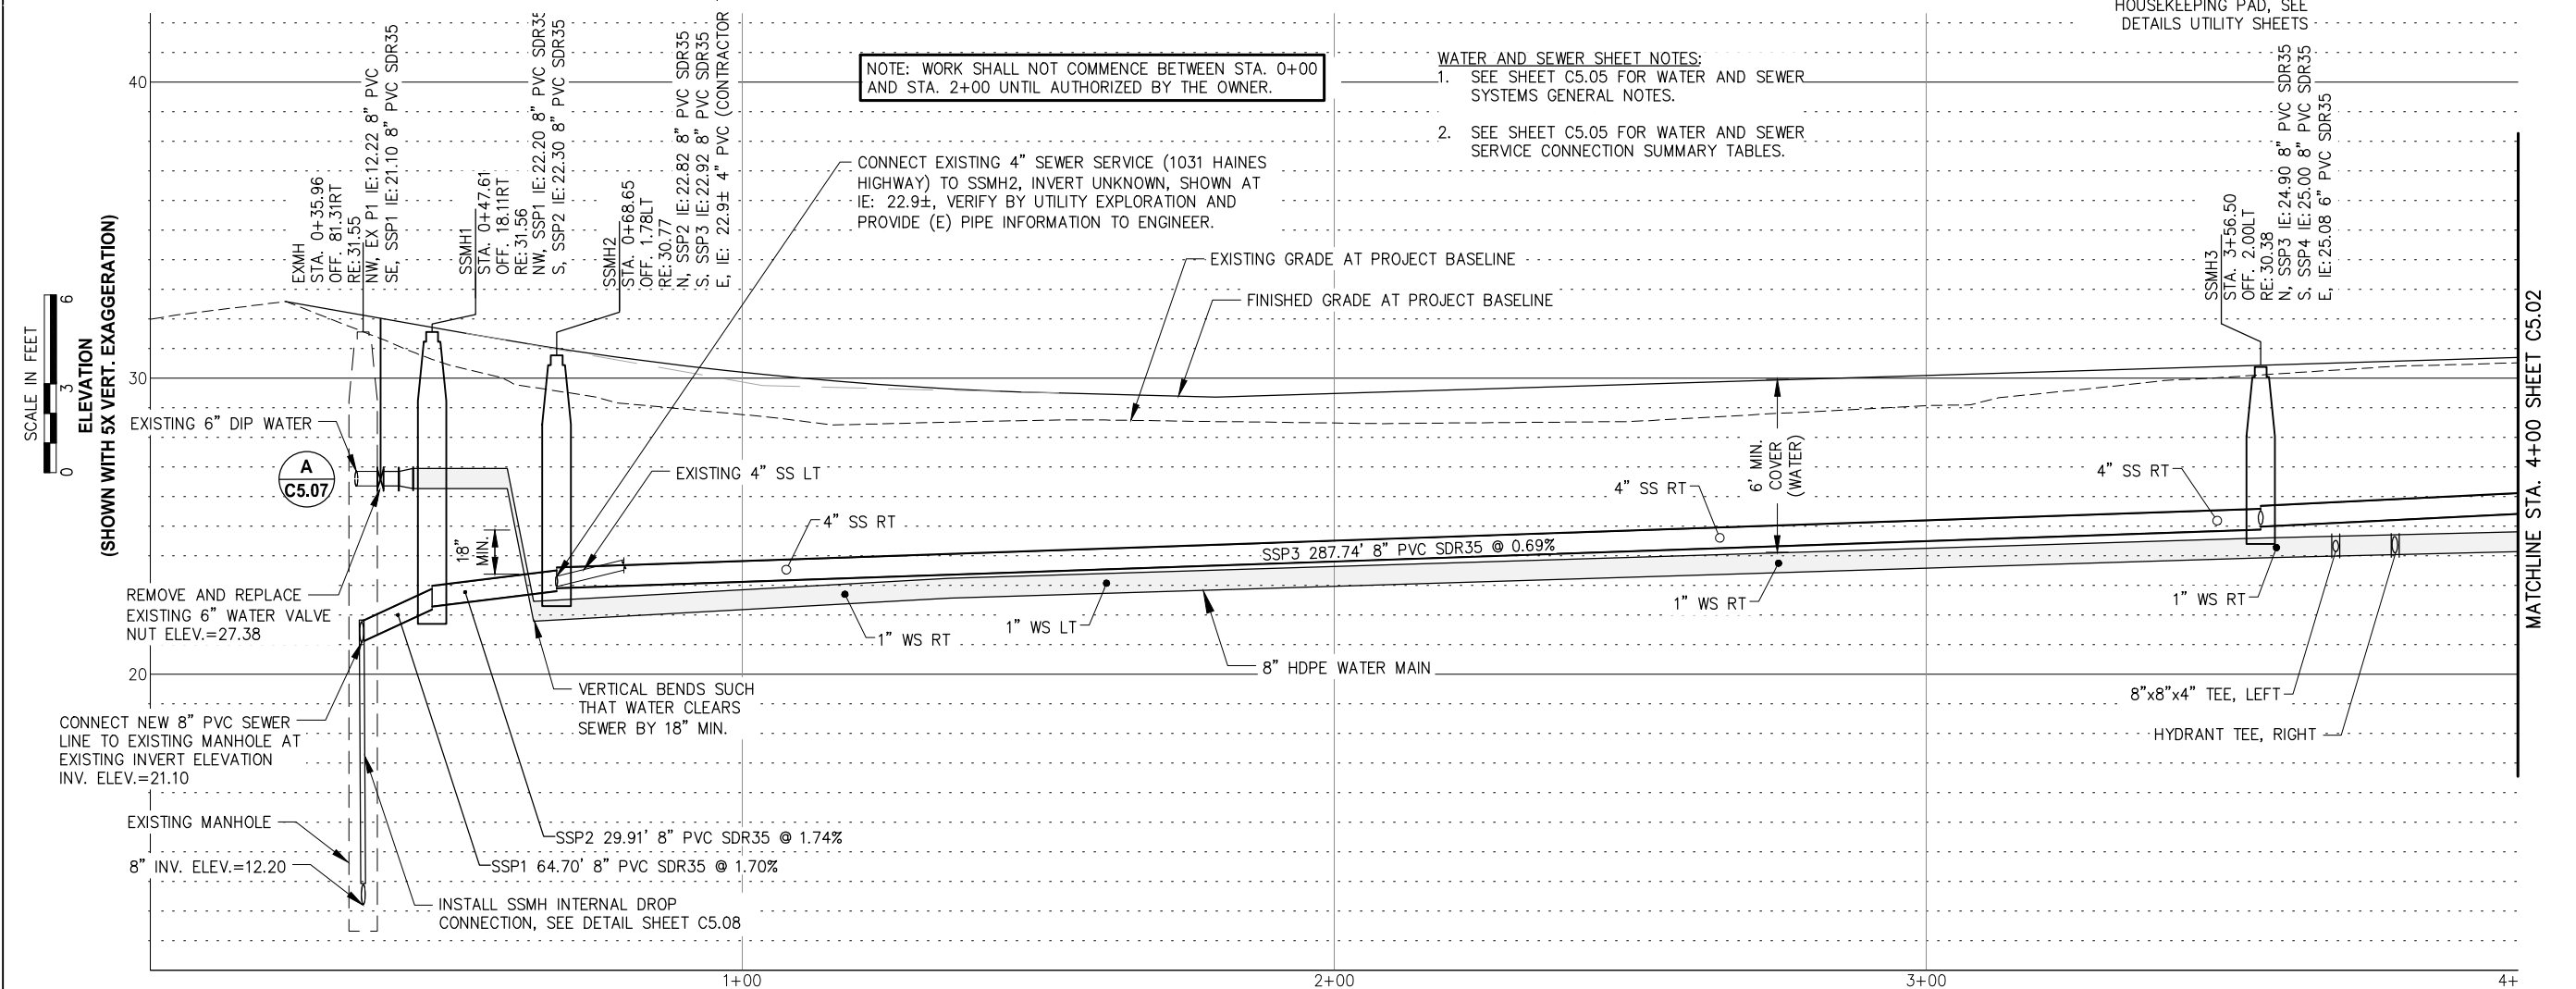 HOUSEKEEPING PAD, SEE
DETAILS UTILITY SHEETS
40
30
20
SCALE IN FEET
0
3
6
ELEVATION
(SHOWN WITH 5X VERT. EXAGGERATION)
EXMH
STA. 0+35.96
OFF. 81.31RT
RE: 31.55
NW, EX P1 IE: 12.22 8" PVC
SE, SSP1 IE: 21.10 8" PVC SDR35
SSMH1
STA. 0+47.61
OFF. 18.11RT
RE: 31.56
NW, SSP1 IE: 22.20 8" PVC SDR35
S, SSP2 IE: 22.30 8" PVC SDR35
SSMH2
STA. 0+68.65
OFF. 1.78LT
RE: 30.77
N, SSP2 IE: 22.82 8" PVC SDR35
S. SSP3 IE: 22.92 8" PVC SDR35
E, IE: 22.9± 4" PVC (CONTRACTOR
NOTE: WORK SHALL NOT COMMENCE BETWEEN STA. 0+00
AND STA. 2+00 UNTIL AUTHORIZED BY THE OWNER.
WATER AND SEWER SHEET NOTES:
1. SEE SHEET C5.05 FOR WATER AND SEWER
SYSTEMS GENERAL NOTES.
2. SEE SHEET C5.05 FOR WATER AND SEWER
SERVICE CONNECTION SUMMARY TABLES.
CONNECT EXISTING 4" SEWER SERVICE (1031 HAINES
HIGHWAY) TO SSMH2, INVERT UNKNOWN, SHOWN AT
IE: 22.9±, VERIFY BY UTILITY EXPLORATION AND
PROVIDE (E) PIPE INFORMATION TO ENGINEER.
EXISTING GRADE AT PROJECT BASELINE
FINISHED GRADE AT PROJECT BASELINE
SSMH3
STA. 3+56.50
OFF. 2.00LT
RE: 30.38
N, SSP3 IE: 24.90 8" PVC SDR35
S, SSP4 IE: 25.00 8" PVC SDR35
E, IE: 25.08 6" PVC SDR35
MATCHLINE STA. 4+00 SHEET C5.02
EXISTING 6" DIP WATER
A
C5.07
18"
MIN.
EXISTING 4" SS LT
4" SS RT
4" SS RT
6' MIN.
COVER
(WATER)
4" SS RT
SSP3 287.74' 8" PVC SDR35 @ 0.69%
REMOVE AND REPLACE
EXISTING 6" WATER VALVE
NUT ELEV.=27.38
1" WS RT
1" WS LT
1" WS RT
1" WS RT
8" HDPE WATER MAIN
VERTICAL BENDS SUCH
THAT WATER CLEARS
SEWER BY 18" MIN.
8"x8"x4" TEE, LEFT
HYDRANT TEE, RIGHT
CONNECT NEW 8" PVC SEWER
LINE TO EXISTING MANHOLE AT
EXISTING INVERT ELEVATION
INV. ELEV.=21.10
EXISTING MANHOLE
8" INV. ELEV.=12.20
SSP2 29.91' 8" PVC SDR35 @ 1.74%
SSP1 64.70' 8" PVC SDR35 @ 1.70%
INSTALL SSMH INTERNAL DROP
CONNECTION, SEE DETAIL SHEET C5.08
1+00
2+00
3+00
4+